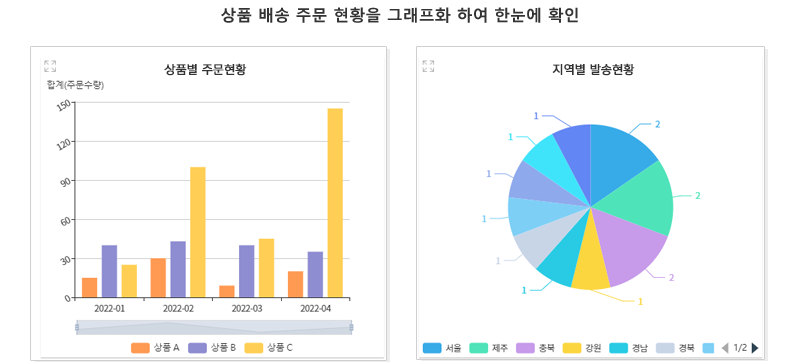 상품 배송 주문 현황을 그래프화 하여 한눈에 확인
상품별 주문현황
합계(주문수량)
150
120
90
60
30
0
2022-01 2022-02 2022-03 2022-04
상품 A 상품 B 상품 C
지역별 발송현황
2
2
2
1
1
1
1
1
1
1
서울 제주 충북 강원 경남 경북 1/2